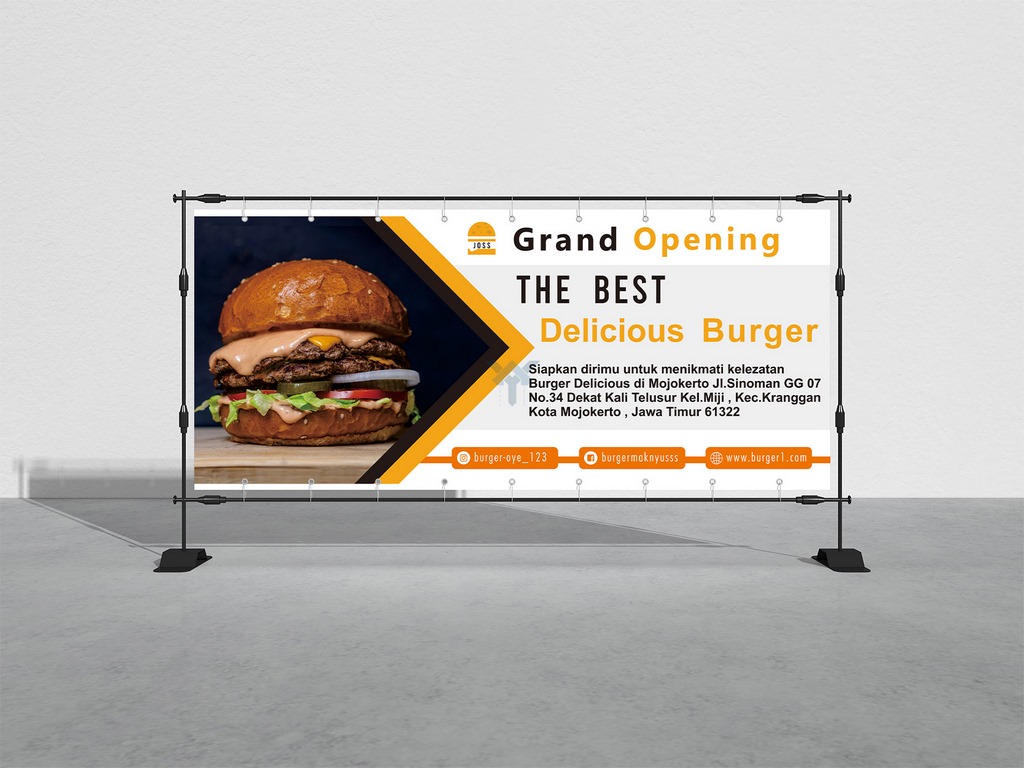 JOSS
Grand Opening
THE BEST
Delicious Burger
Siapkan dirimu untuk menikmati kelezatan
Burger Delicious di Mojokerto Jl.Sinoman GG 07
No.34 Dekat Kali Telusur Kel.Miji , Kec.Kranggan
Kota Mojokerto , Jawa Timur 61322
burger-oye_123 burgermaknyusss www.burger1.com